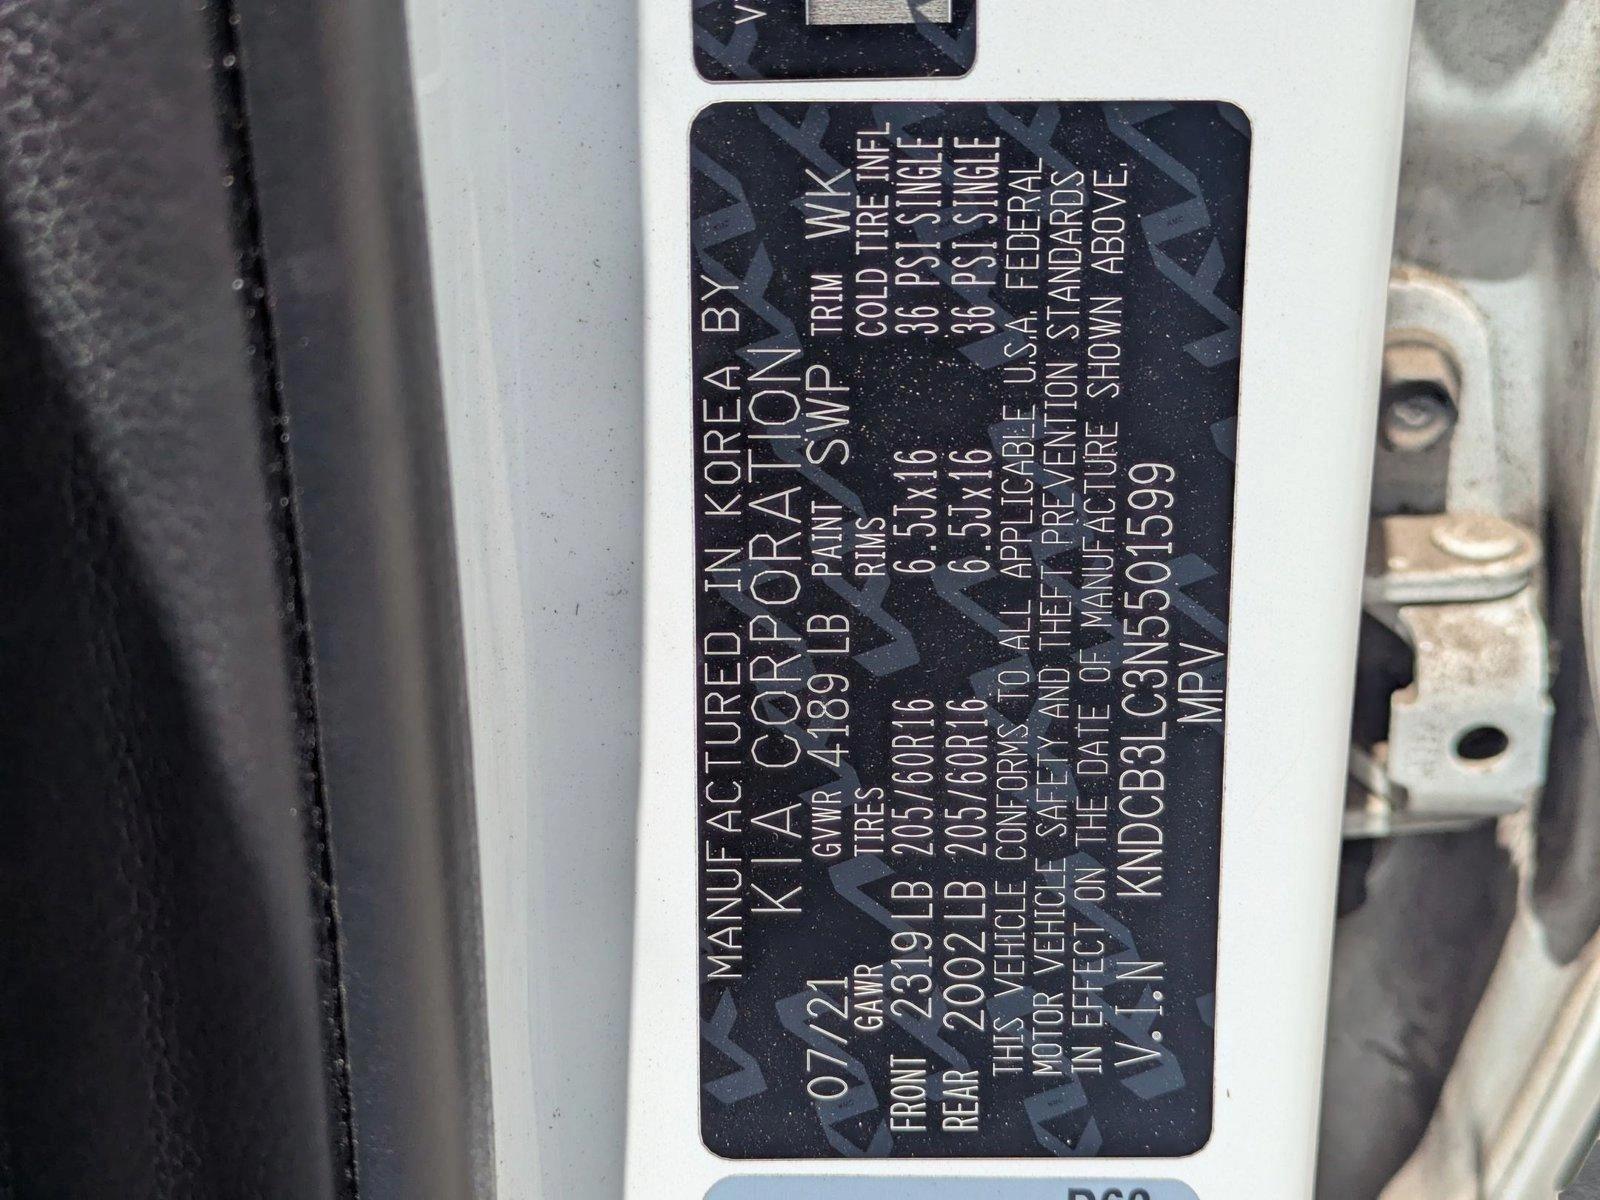 MANUFACTURED IN KOREA BY
KIA CORPORATION
07/21 GVWR 4189 LB PAINT SWP TRIM WK
GAWR TIRES RIMS COLD TIRE INFL
FRONT 2319 LB 205/60R16 6.5Jx16 36 PSI SINGLE
REAR 2002 LB 205/60R16 6.5Jx16 36 PSI SINGLE
THIS VEHICLE CONFORMS TO ALL APPLICABLE U.S.A. FEDERAL
MOTOR VEHICLE SAFETY AND THEFT PREVENTION STANDARDS
IN EFFECT ON THE DATE OF MANUFACTURE SHOWN ABOVE.
V.I.N KNDCB3LC3N5501599
MPV